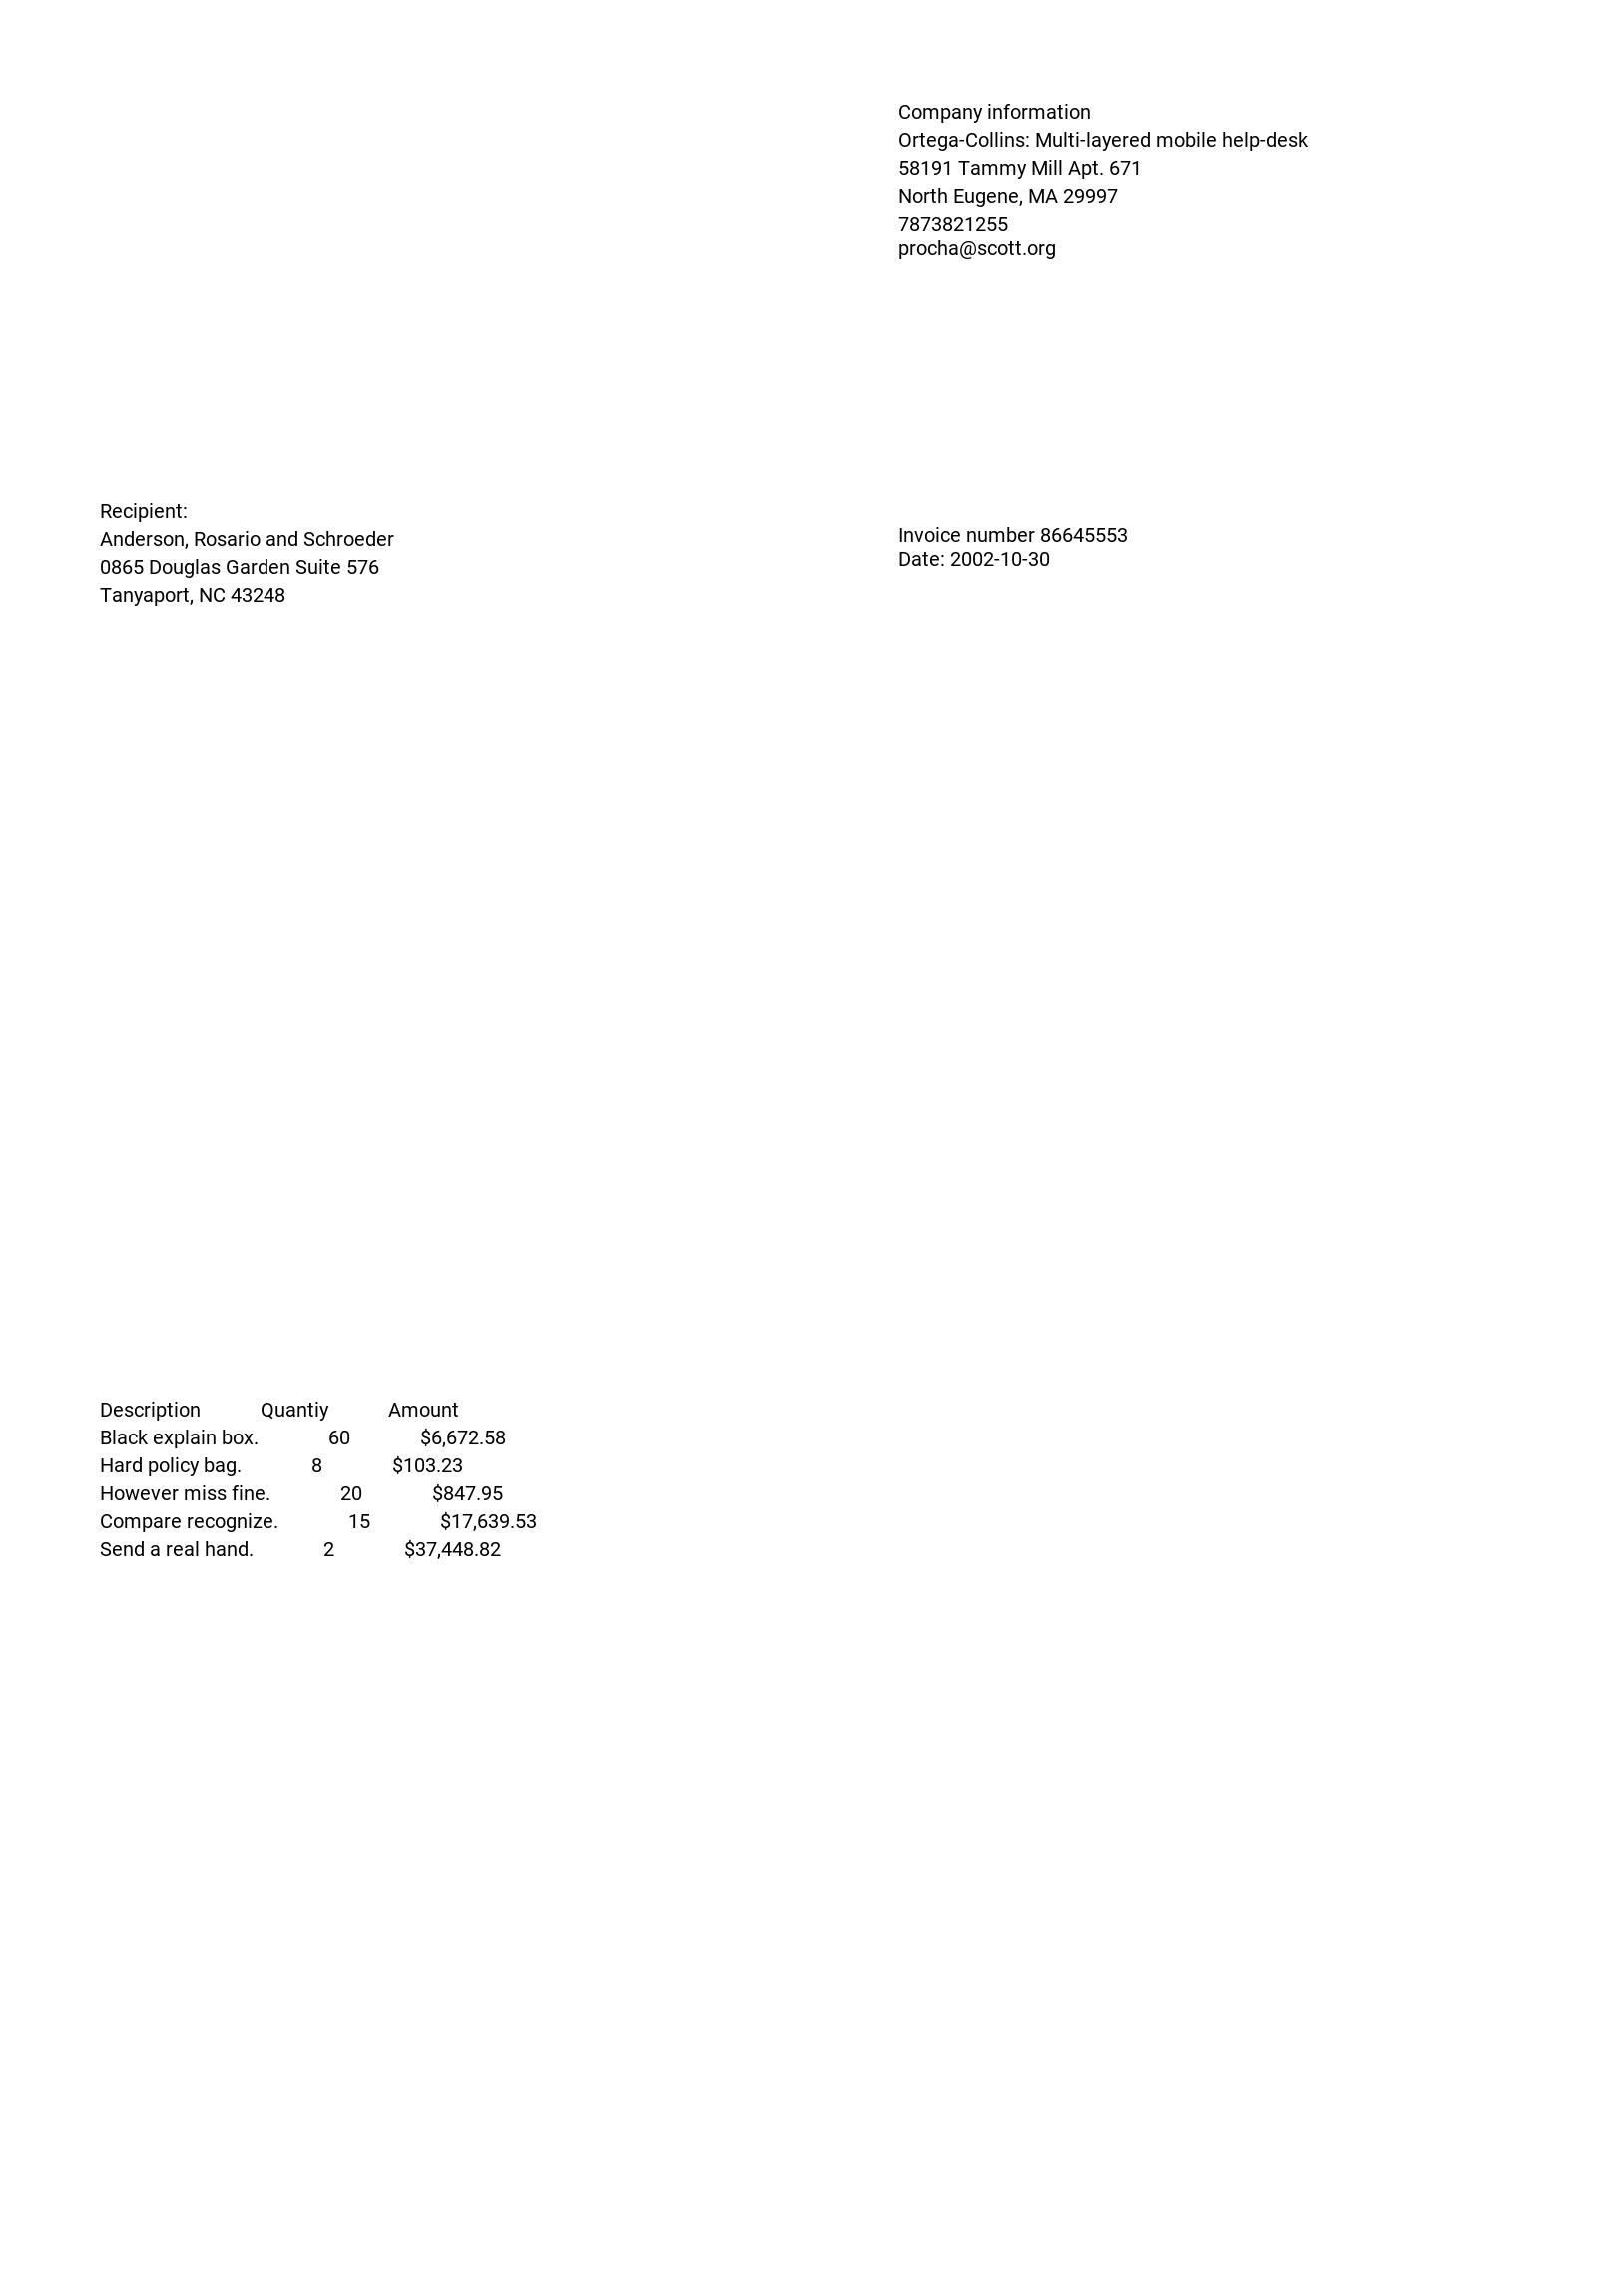 Company information
Ortega-Collins: Multi-layered mobile help-desk
58191 Tammy Mill Apt. 671
North Eugene, MA 29997
7873821255
procha@scott.org
Recipient:
Anderson, Rosario and Schroeder
0865 Douglas Garden Suite 576
Tanyaport, NC 43248
Invoice number 86645553
Date: 2002-10-30
Description Quantiy Amount
Black explain box. 60 $6,672.58
Hard policy bag. 8 $103.23
However miss fine. 20 $847.95
Compare recognize. 15 $17,639.53
Send a real hand. 2 $37,448.82